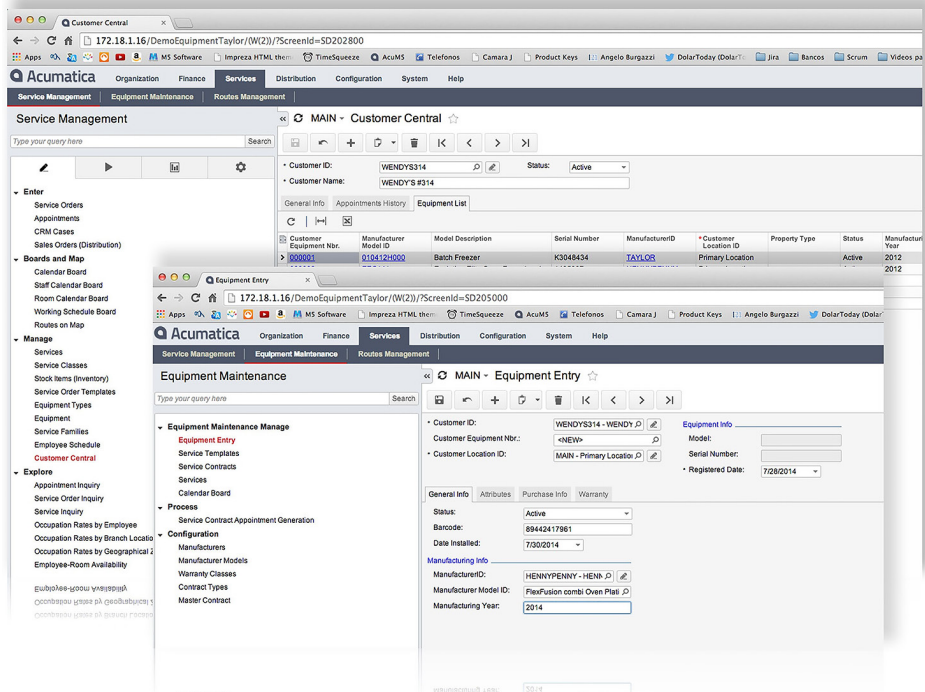 Customer Central
172.18.1.16/DemoEquipmentTaylor/(W(2))/?ScreenId=SD202800
Apps M5 Software Impreza HTML them TimeSqueeze AcuM5 Telefonos Camara J Product Keys Angelo Burgazzi DolarToday (DolarT Jira Bancos Scrum Videos pa
Acumatica Organization Finance Services Distribution Configuration System Help
Service Management Equipment Maintenance Routes Management
Service Management
MAIN - Customer Central
Type your query here Search
Customer ID: WENDYS314 Status: Active
Customer Name: WENDY'S #314
General Info Appointments History Equipment List
Customer Equipment Nbr. Manufacturer Model ID Model Description Serial Number ManufacturerID *Customer Location ID Property Type Status Manufacturi Year
000001 010412H000 Batch Freezer K3048434 TAYLOR Primary Location Active 2012
Active 2012
Enter
Service Orders
Appointments
CRM Cases
Sales Orders (Distribution)
Boards and Map
Calendar Board
Staff Calendar Board
Room Calendar Board
Working Schedule Board
Routes on Map
Manage
Services
Service Classes
Stock Items (Inventory)
Service Order Templates
Equipment Types
Equipment
Service Families
Employee Schedule
Customer Central
Explore
Appointment Inquiry
Service Order Inquiry
Service Inquiry
Occupation Rates by Employee
Occupation Rates by Branch Locatio
Occupation Rates by Geographical Z
Employee-Room Availability
Equipment Entry
172.18.1.16/DemoEquipmentTaylor/(W(2))/?ScreenId=SD205000
Apps M5 Software Impreza HTML them TimeSqueeze AcuM5 Telefonos Camara J Product Keys Angelo Burgazzi DolarToday (Dolar
Acumatica Organization Finance Services Distribution Configuration System Help
Service Management Equipment Maintenance Routes Management
Equipment Maintenance
MAIN - Equipment Entry
Type your query here Search
Equipment Maintenance Manage
Equipment Entry
Service Templates
Service Contracts
Services
Calendar Board
Process
Service Contract Appointment Generation
Configuration
Manufacturers
Manufacturer Models
Warranty Classes
Contract Types
Master Contract
Customer ID: WENDYS314 - WENDY
Customer Equipment Nbr.: <NEW>
Customer Location ID: MAIN - Primary Locatio
Equipment Info
Model:
Serial Number:
Registered Date: 7/28/2014
General Info Attributes Purchase Info Warranty
Status: Active
Barcode: 89442417961
Date Installed: 7/30/2014
Manufacturing Info
ManufacturerID: HENNYPENNY - HENN
Manufacturer Model ID: FlexFusion combi Oven Plati
Manufacturing Year: 2014